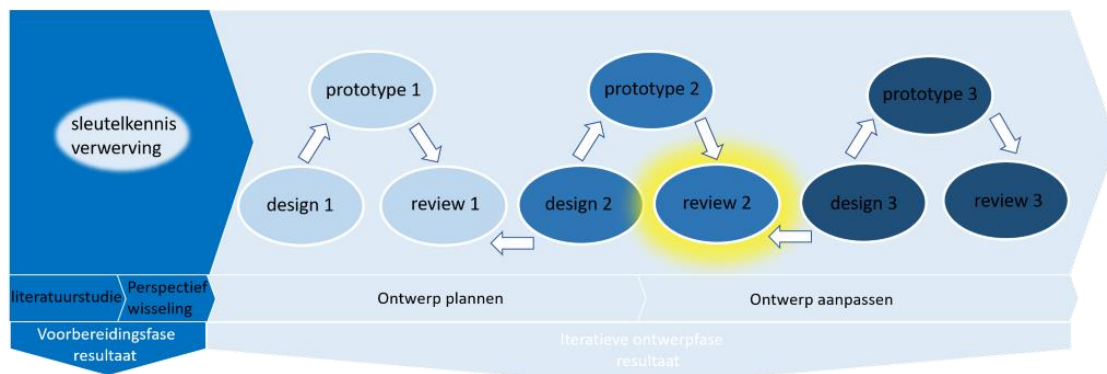 sleutelkennis
verwerving
prototype 1
design 1
review 1
prototype 2
design 2
review 2
prototype 3
design 3
review 3
literatuurstudie
Perspectief
wisseling
Ontwerp plannen
Ontwerp aanpassen
Voorbereidingsfase
resultaat
Iteratieve ontwerpfase
resultaat